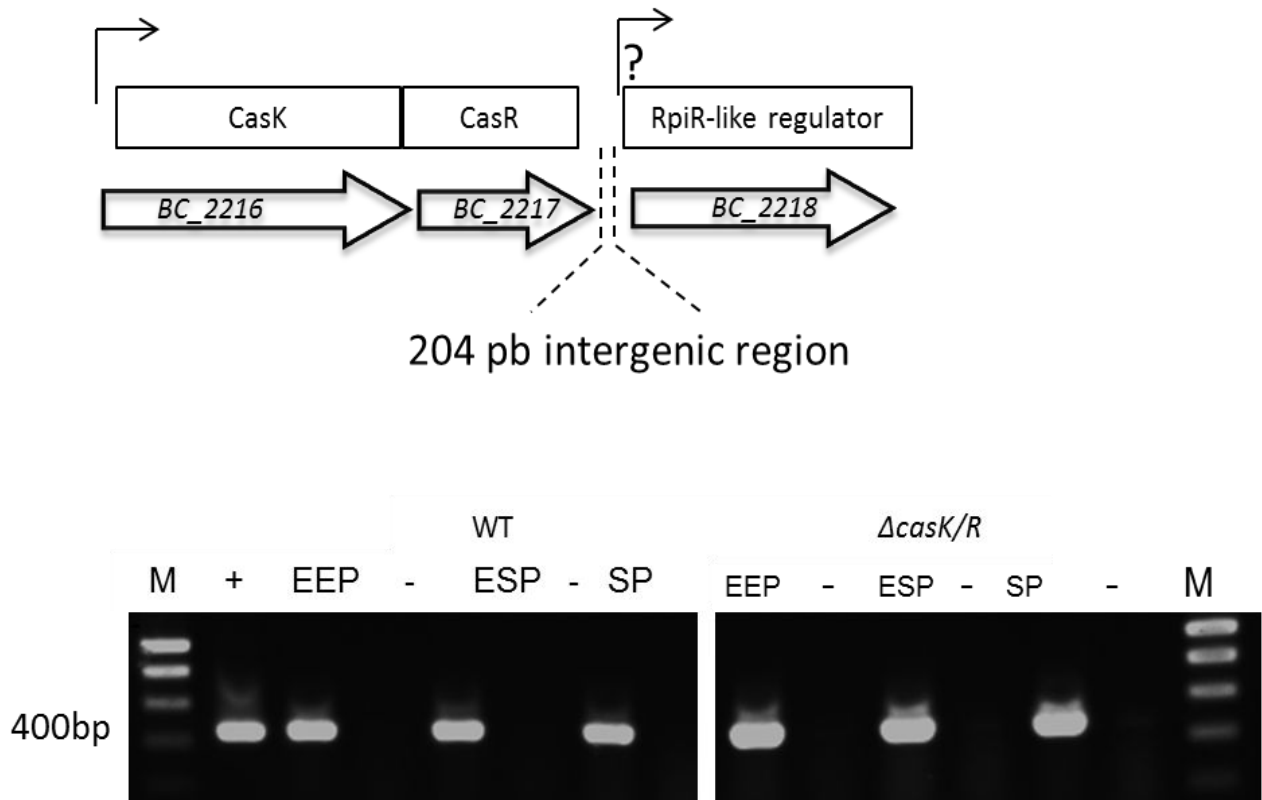 ?
CasK CasR RpiR-like regulator
BC_2216 BC_2217 BC_2218
204 pb intergenic region
WT ΔcasK/R
M + EEP - ESP - SP EEP - ESP - SP - M
400bp